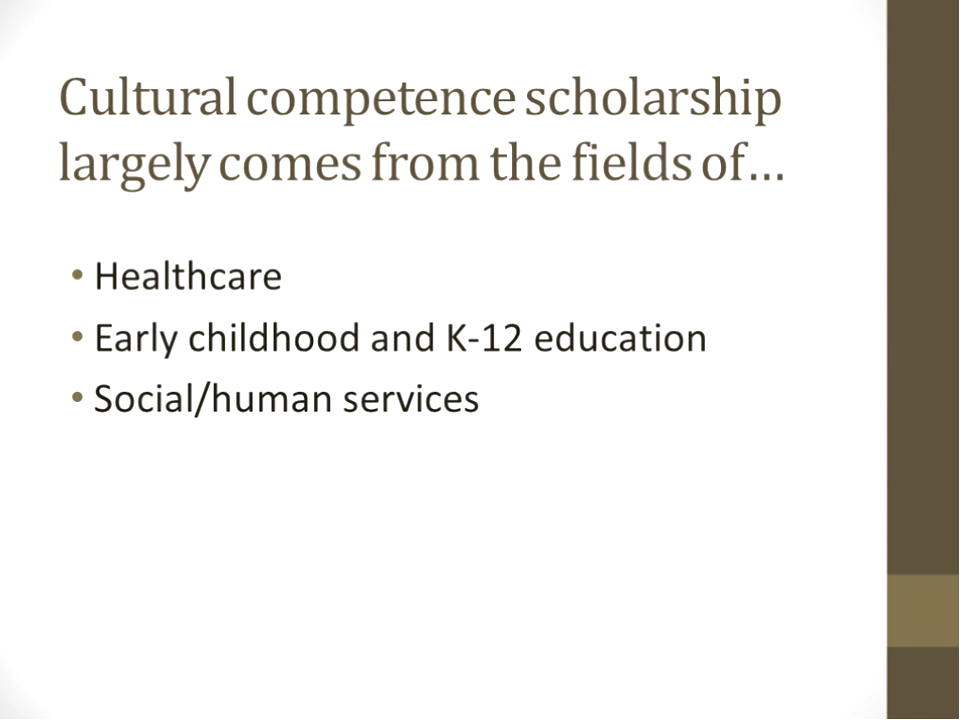 Cultural competence scholarship
largely comes from the fields of…
• Healthcare
• Early childhood and K-12 education
• Social/human services